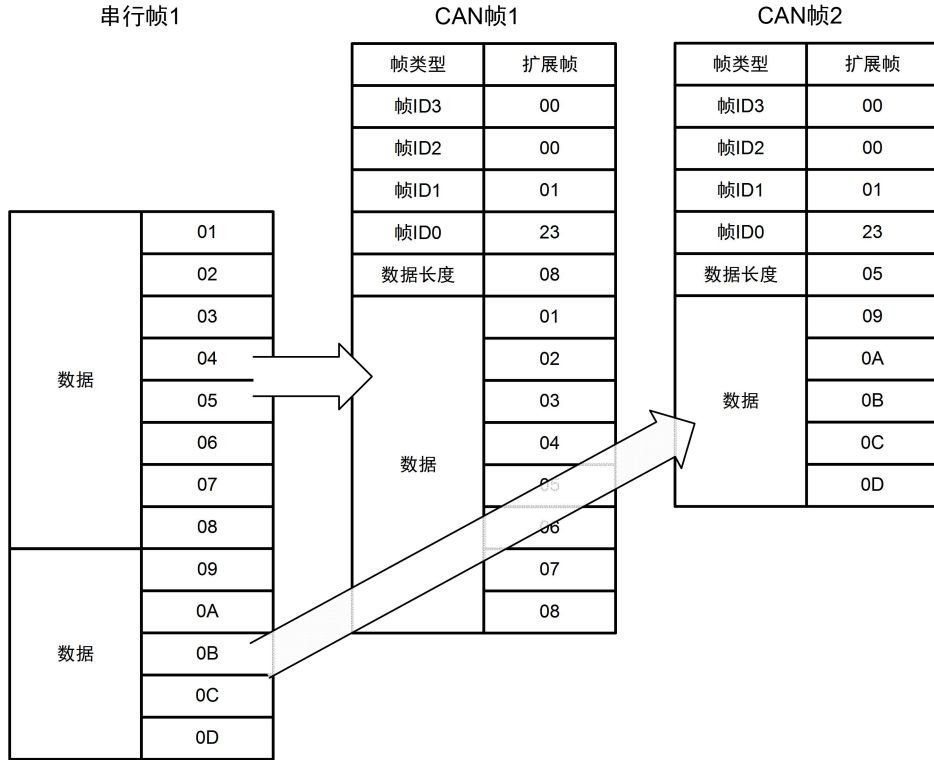 串行帧1
数据
01
02
03
04
05
06
07
08
数据
09
0A
0B
0C
0D
CAN帧1
帧类型 扩展帧
帧ID3 00
帧ID2 00
帧ID1 01
帧ID0 23
数据长度 08
数据
01
02
03
04
05
06
07
08
CAN帧2
帧类型 扩展帧
帧ID3 00
帧ID2 00
帧ID1 01
帧ID0 23
数据长度 05
数据
09
0A
0B
0C
0D